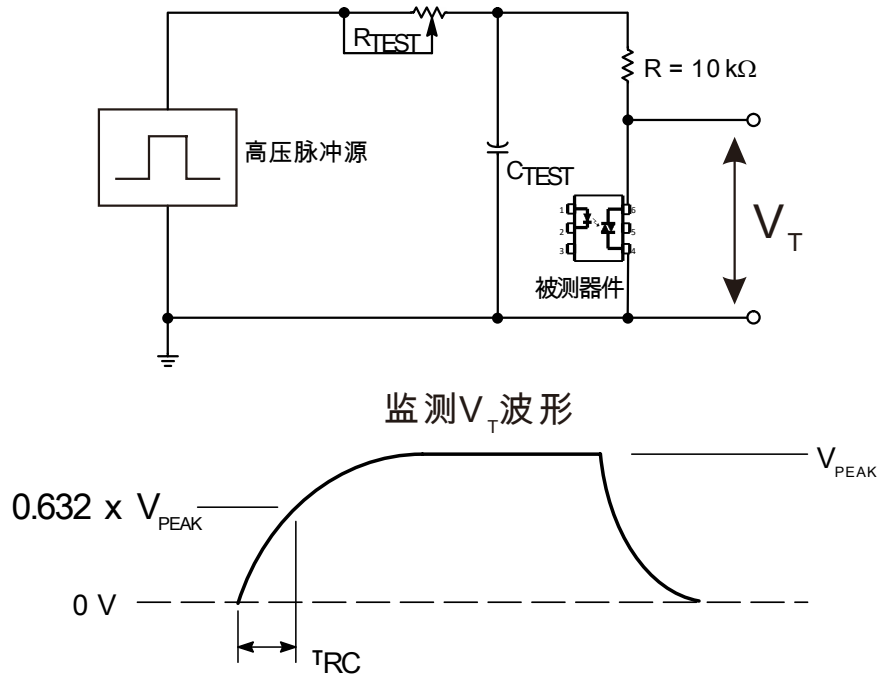 RTEST
R = 10 kΩ
高压脉冲源
CTEST
1
2
3
6
5
4
被测器件
VT
监测VT波形
VPEAK
0.632 x VPEAK
0 V
τRC